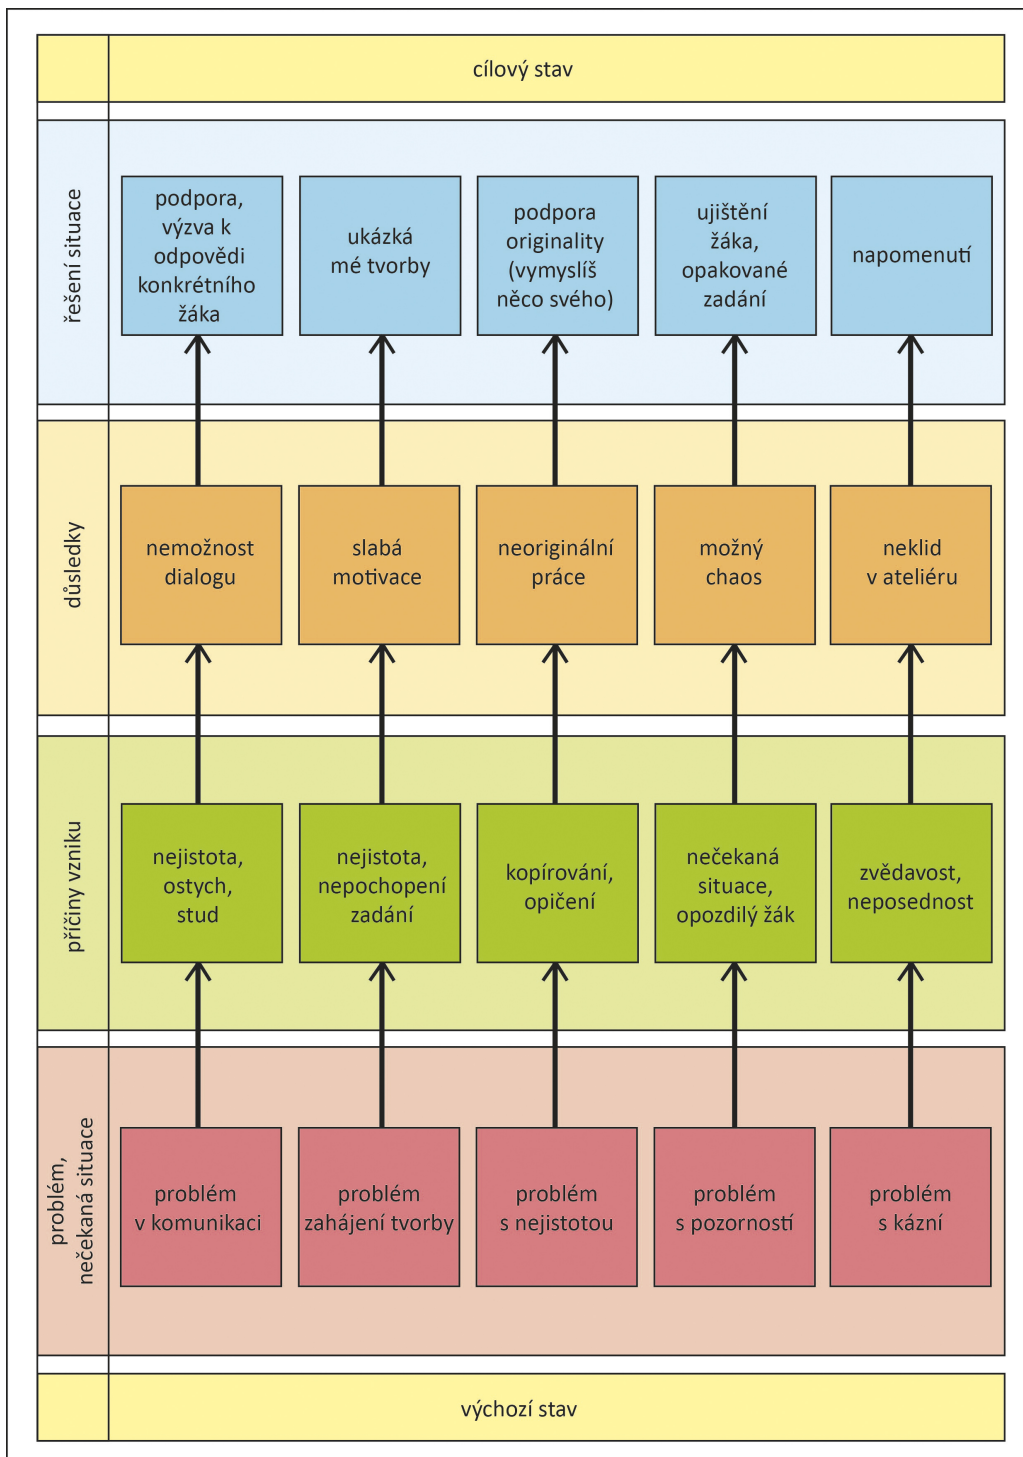 cílový stav
řešení situace
podpora,
výzva k
odpovědi
konkrétního
žáka
ukázká
mé tvorby
podpora
originality
(vymyslíš
něco svého)
ujištění
žáka,
opakované
zadání
napomenutí
důsledky
nemožnost
dialogu
slabá
motivace
neoriginální
práce
možný
chaos
neklid
v ateliéru
příčiny vzniku
nejistota,
ostych,
stud
nejistota,
nepochopení
zadání
kopírování,
opičení
nečekaná
situace,
opozdilý žák
zvědavost,
neposednost
problém,
nečekaná situace
problém
v komunikaci
problém
zahájení tvorby
problém
s nejistotou
problém
s pozorností
problém
s kázní
výchozí stav